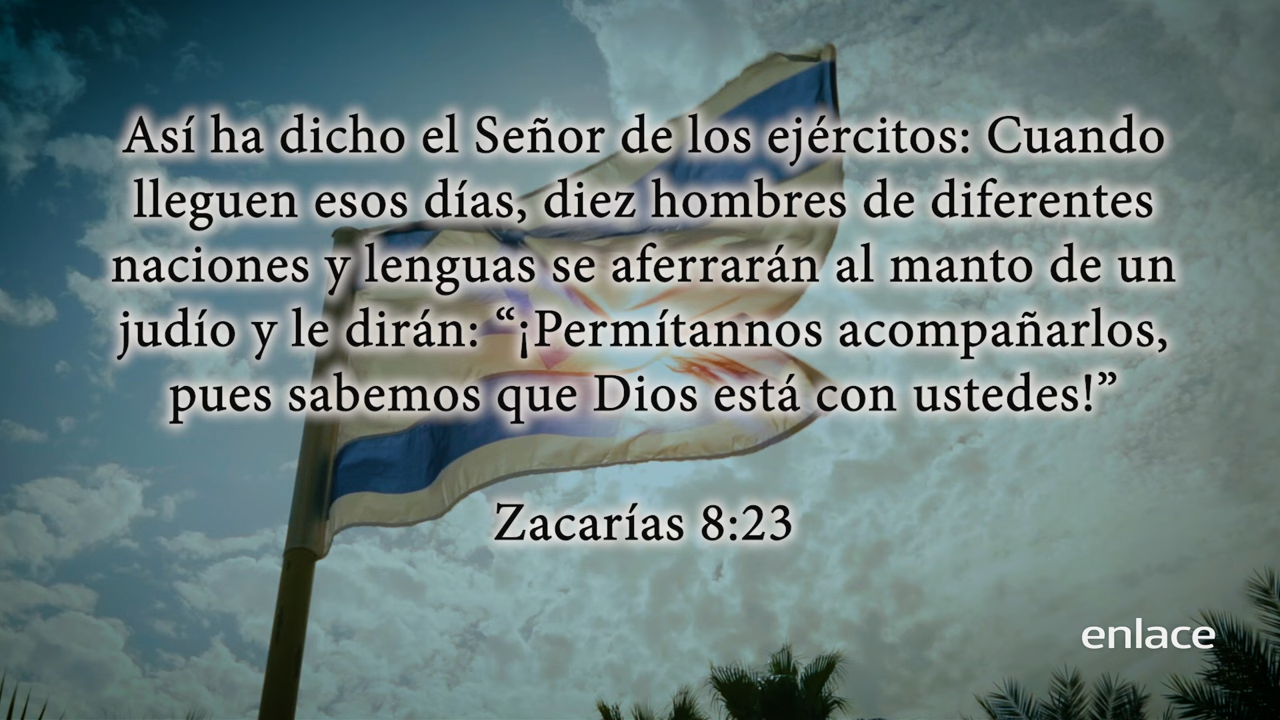 Así ha dicho el Señor de los ejércitos: Cuando
lleguen esos días, diez hombres de diferentes
naciones y lenguas se aferrarán al manto de un
judío y le dirán: “¡Permítannos acompañarlos,
pues sabemos que Dios está con ustedes!”
Zacarías 8:23
enlace